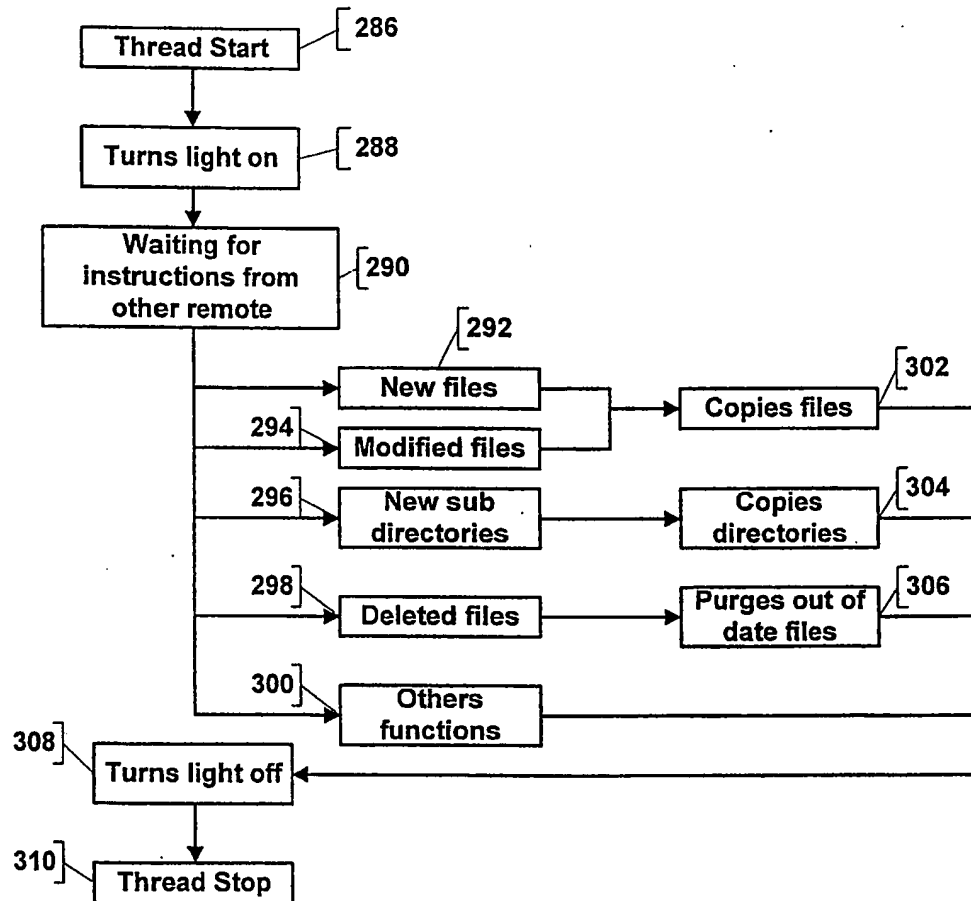 Thread Start
286
Turns light on
288
Waiting for
instructions from
other remote
290
292
New files
302
Copies files
294
Modified files
296
New sub
directories
304
Copies
directories
298
Deleted files
306
Purges out of
date files
300
Others
functions
308
Turns light off
310
Thread Stop